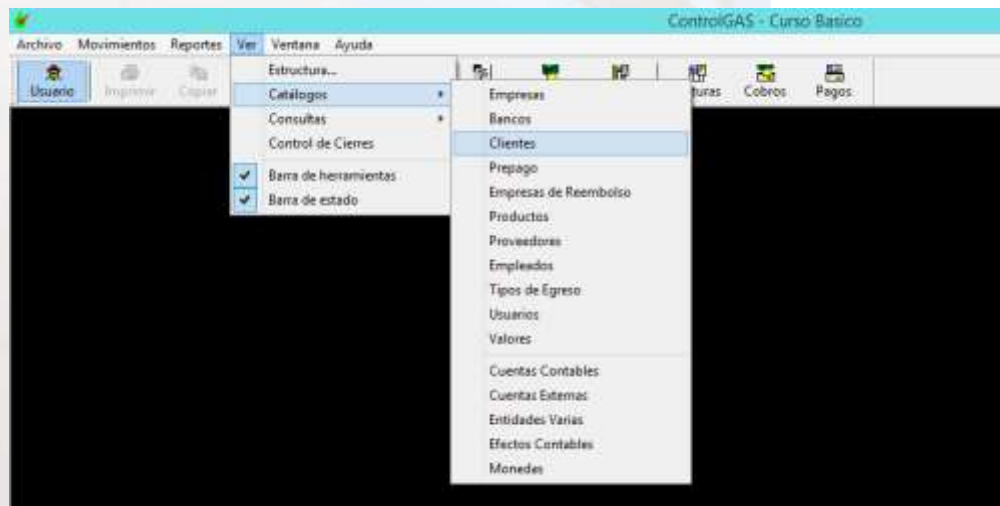 ControlGAS - Curso Basico
Archivo Movimientos Reportes Ver Ventana Ayuda
Usuario Imprimir Copiar turas Cobros Pagos
Estructura...
Catálogos
Consultas
Control de Cierres
Barra de herramientas
Barra de estado
Empresas
Bancos
Clientes
Prepago
Empresas de Reembolso
Productos
Proveedores
Empleados
Tipos de Egreso
Usuarios
Valores
Cuentas Contables
Cuentas Externas
Entidades Varias
Efectos Contables
Monedas